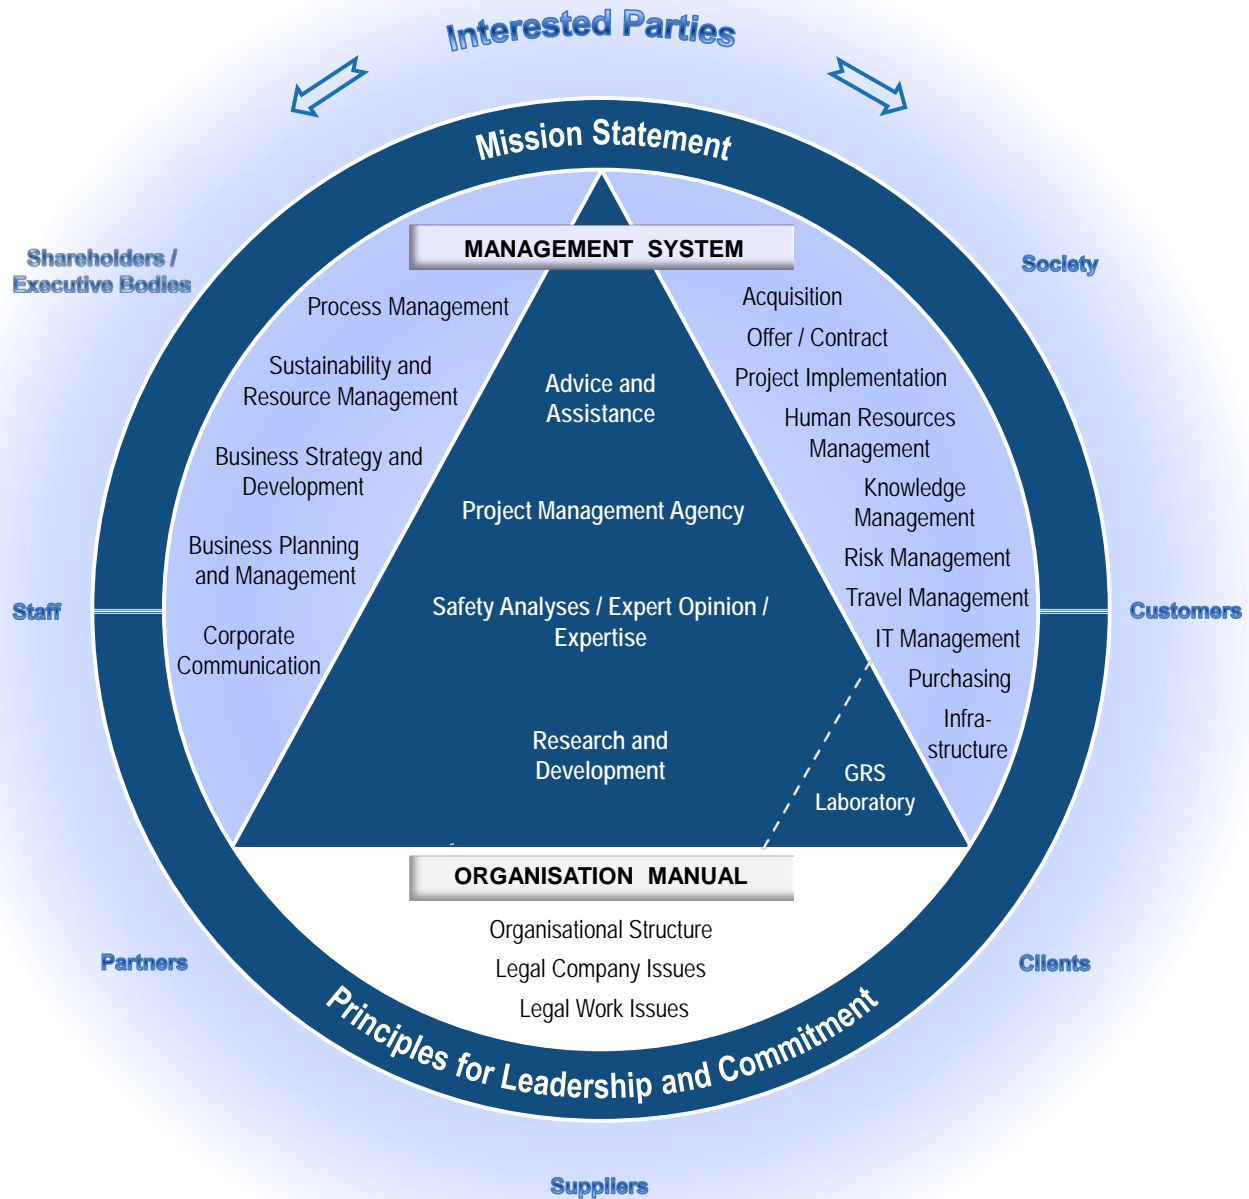 Interested Parties
Mission Statement
MANAGEMENT SYSTEM
Shareholders /
Executive Bodies
Society
Process Management
Sustainability and
Resource Management
Business Strategy and
Development
Business Planning
and Management
Corporate
Communication
Advice and
Assistance
Project Management Agency
Safety Analyses / Expert Opinion /
Expertise
Research and
Development
GRS
Laboratory
Acquisition
Offer / Contract
Project Implementation
Human Resources
Management
Knowledge
Management
Risk Management
Travel Management
IT Management
Purchasing
Infra-
structure
Staff
Customers
ORGANISATION MANUAL
Organisational Structure
Legal Company Issues
Legal Work Issues
Partners
Clients
Principles for Leadership and Commitment
Suppliers